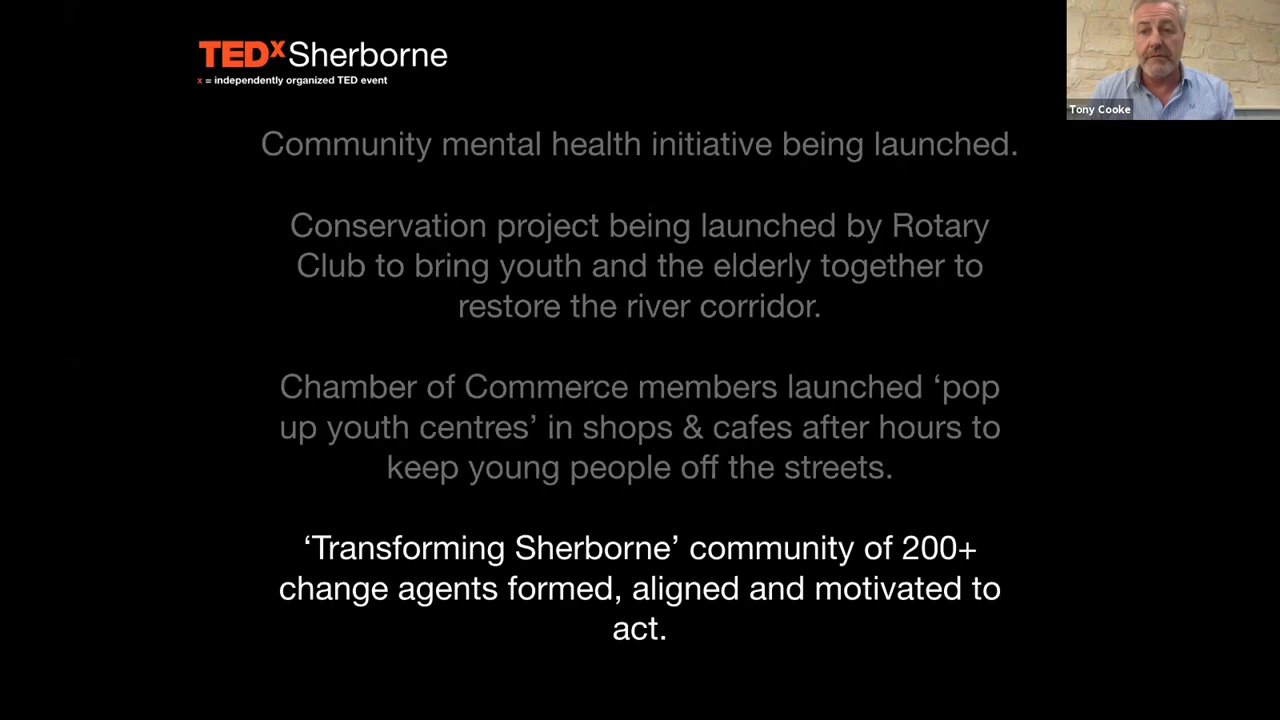 TEDxSherborne
x = independently organized TED event
Tony Cooke
Community mental health initiative being launched.
Conservation project being launched by Rotary
Club to bring youth and the elderly together to
restore the river corridor.
Chamber of Commerce members launched ‘pop
up youth centres’ in shops & cafes after hours to
keep young people off the streets.
‘Transforming Sherborne’ community of 200+
change agents formed, aligned and motivated to
act.